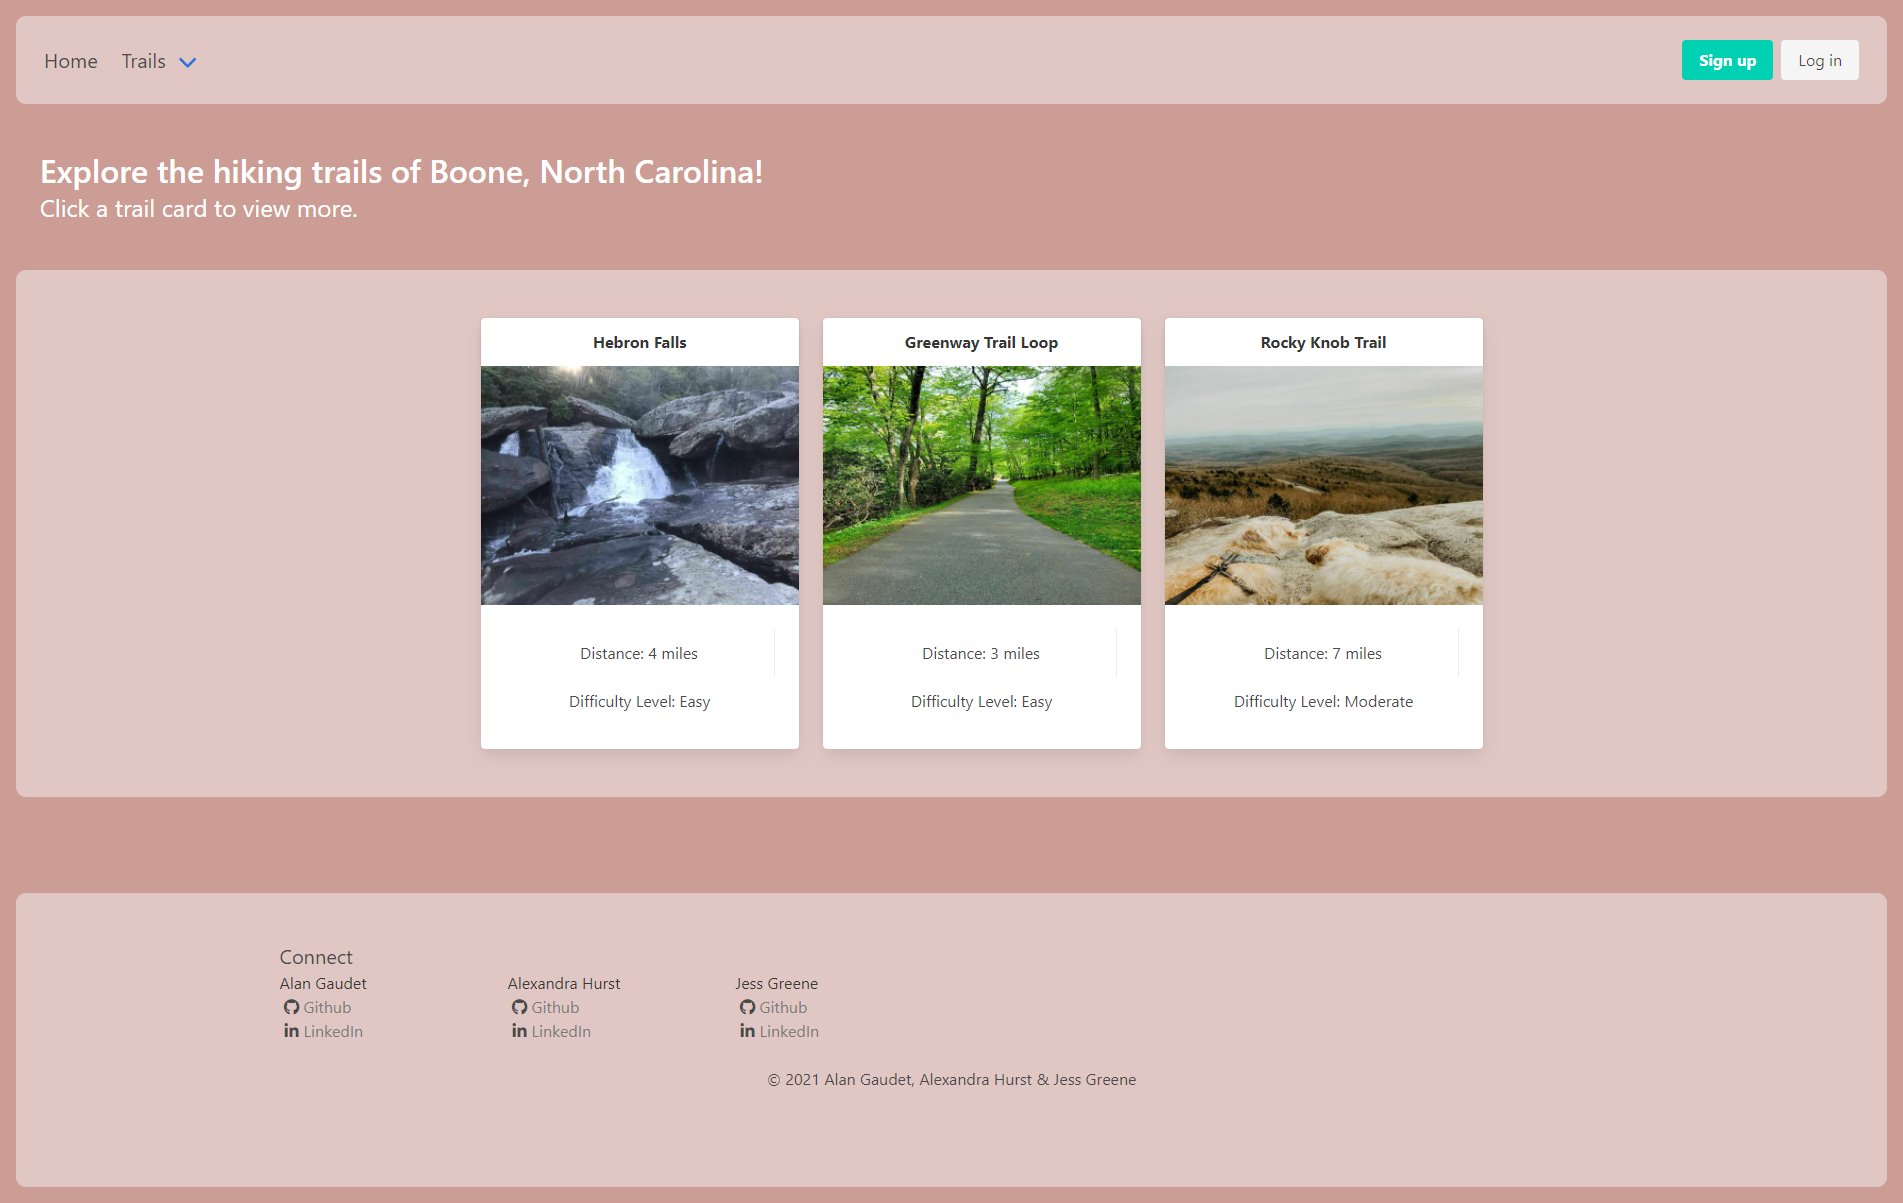 Home Trails
Sign up Log in
Explore the hiking trails of Boone, North Carolina!
Click a trail card to view more.
Hebron Falls
Distance: 4 miles
Difficulty Level: Easy
Greenway Trail Loop
Distance: 3 miles
Difficulty Level: Easy
Rocky Knob Trail
Distance: 7 miles
Difficulty Level: Moderate
Connect
Alan Gaudet
Github
LinkedIn
Alexandra Hurst
Github
LinkedIn
Jess Greene
Github
LinkedIn
© 2021 Alan Gaudet, Alexandra Hurst & Jess Greene